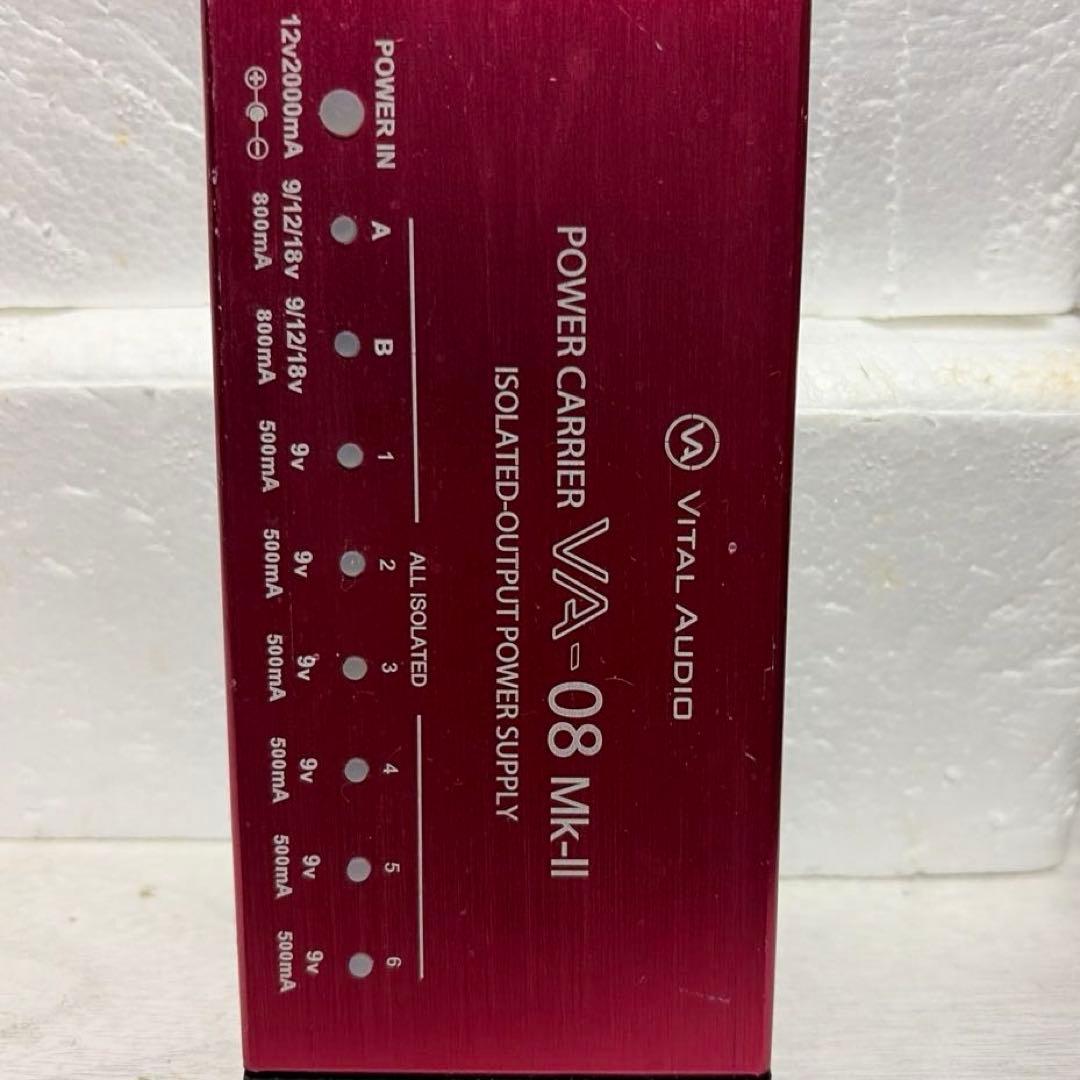 VA VITAL AUDIO
POWER CARRIER VA-08 Mk-II
ISOLATED-OUTPUT POWER SUPPLY
ALL ISOLATED
POWER IN A B 1 2 3 4 5 6
12v2000mA 9/12/18v 9/12/18v 9v 9v 9v 9v 9v 9v
800mA 800mA 500mA 500mA 500mA 500mA 500mA 500mA